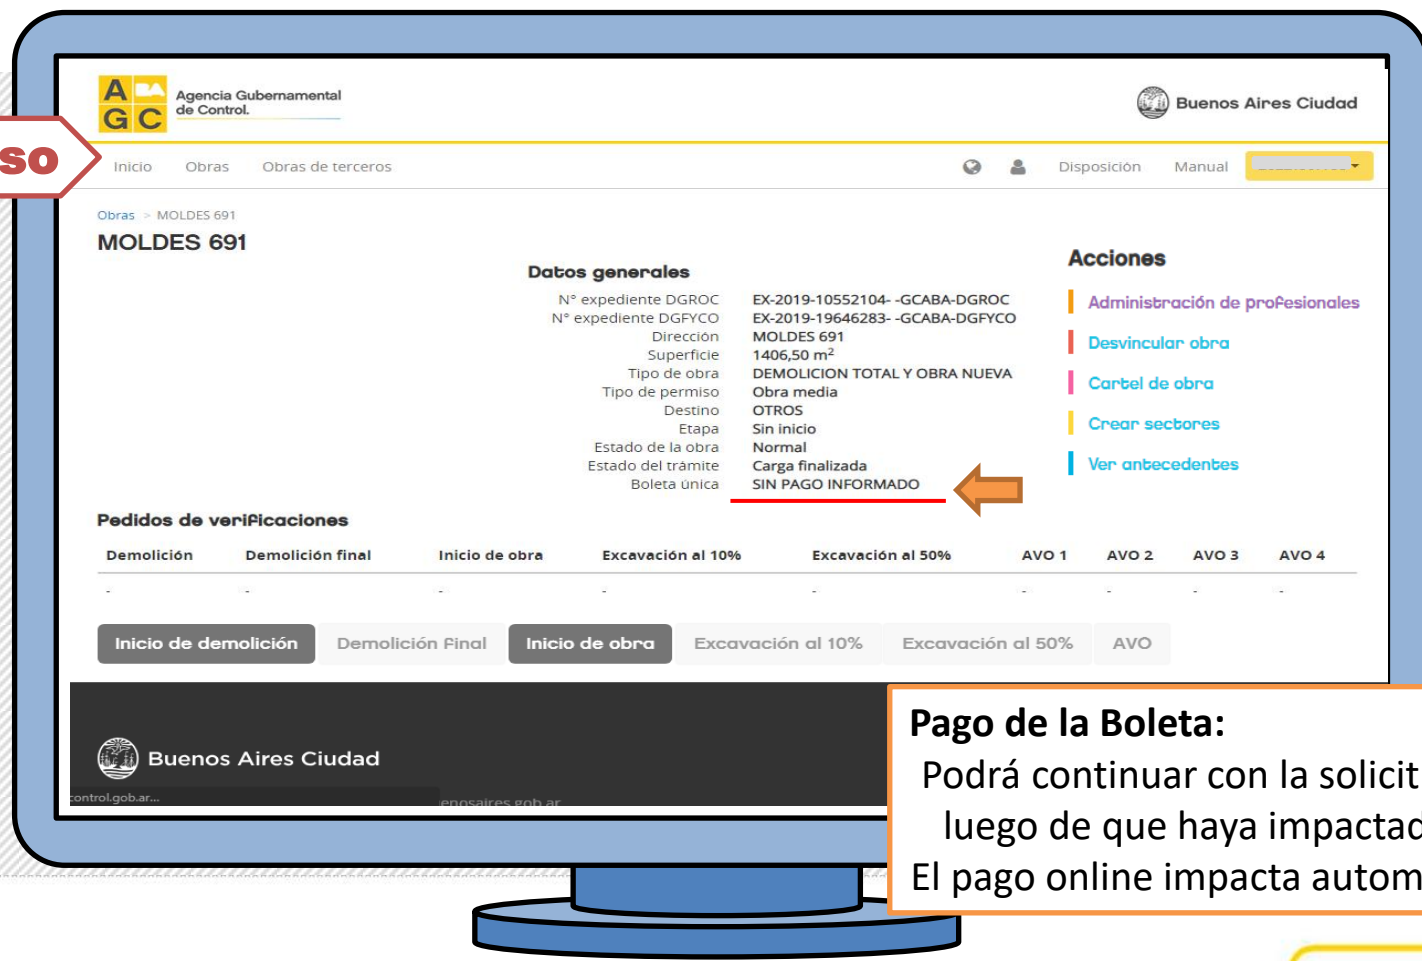 A BA
G C
Agencia Gubernamental
de Control.
Buenos Aires Ciudad
SO
Inicio Obras Obras de terceros Disposición Manual
Obras > MOLDES 691
MOLDES 691
Datos generales
N° expediente DGROC EX-2019-10552104- -GCABA-DGROC
N° expediente DGFYCO EX-2019-19646283- -GCABA-DGFYCO
Dirección MOLDES 691
Superficie 1406,50 m²
Tipo de obra DEMOLICION TOTAL Y OBRA NUEVA
Tipo de permiso Obra media
Destino OTROS
Etapa Sin inicio
Estado de la obra Normal
Estado del trámite Carga finalizada
Boleta única SIN PAGO INFORMADO
Acciones
Administración de profesionales
Desvincular obra
Cartel de obra
Crear sectores
Ver antecedentes
Pedidos de verificaciones
Demolición Demolición final Inicio de obra Excavación al 10% Excavación al 50% AVO 1 AVO 2 AVO 3 AVO 4
- - - - - - - - -
Inicio de demolición Demolición Final Inicio de obra Excavación al 10% Excavación al 50% AVO
Buenos Aires Ciudad
control.gob.ar...
enosaires.gob.ar
Pago de la Boleta:
Podrá continuar con la solicit
luego de que haya impactad
El pago online impacta autom